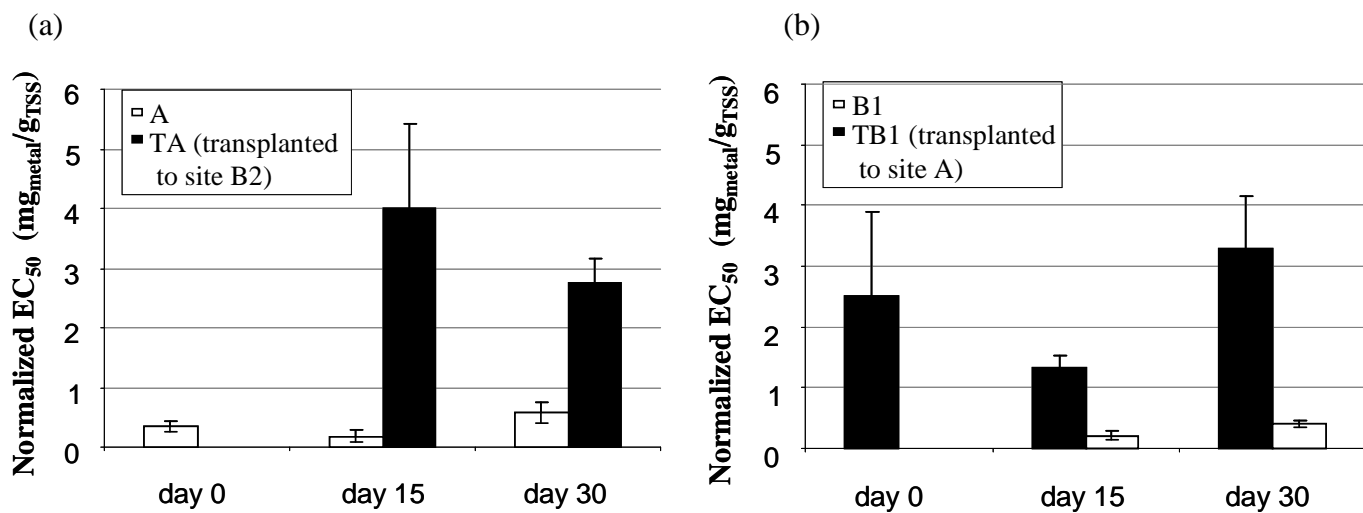 (a)
Normalized EC50 (mgmetal/gTSS)
6
5
4
3
2
1
0
A
TA (transplanted
to site B2)
day 0
day 15
day 30
(b)
Normalized EC50 (mgmetal/gTSS)
6
5
4
3
2
1
0
B1
TB1 (transplanted
to site A)
day 0
day 15
day 30